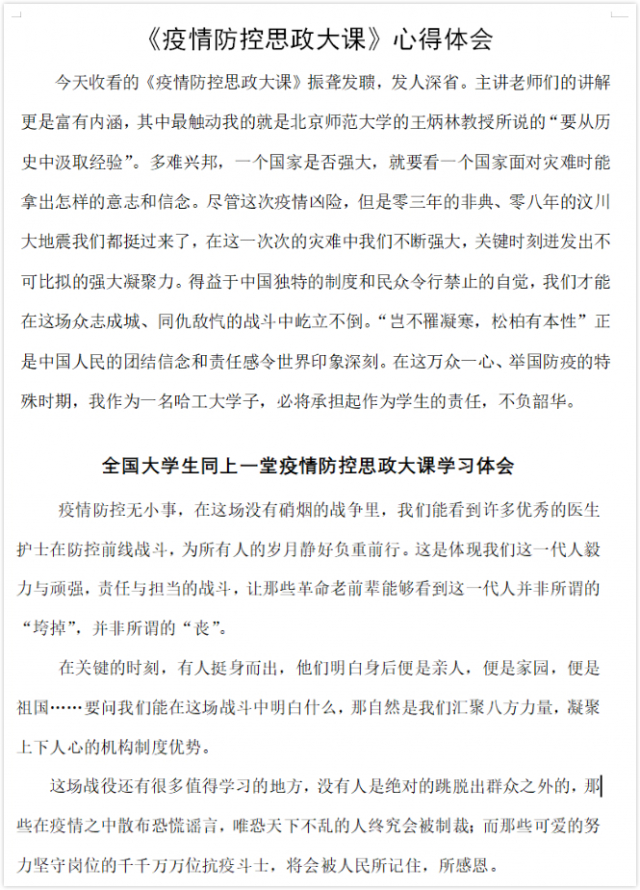 《疫情防控思政大课》心得体会
今天收看的《疫情防控思政大课》振聋发聩，发人深省。主讲老师们的讲解
更是富有内涵，其中最触动我的就是北京师范大学的王炳林教授所说的“要从历
史中汲取经验”。多难兴邦，一个国家是否强大，就要看一个国家面对灾难时能
拿出怎样的意志和信念。尽管这次疫情凶险，但是零三年的非典、零八年的汶川
大地震我们都挺过来了，在这一次次的灾难中我们不断强大，关键时刻迸发出不
可比拟的强大凝聚力。得益于中国独特的制度和民众令行禁止的自觉，我们才能
在这场众志成城、同仇敌忾的战斗中屹立不倒。“岂不罹凝寒，松柏有本性”正
是中国人民的团结信念和责任感令世界印象深刻。在这万众一心、举国防疫的特
殊时期，我作为一名哈工大学子，必将承担起作为学生的责任，不负韶华。
全国大学生同上一堂疫情防控思政大课学习体会
疫情防控无小事，在这场没有硝烟的战争里，我们能看到许多优秀的医生
护士在防控前线战斗，为所有人的岁月静好负重前行。这是体现我们这一代人毅
力与顽强，责任与担当的战斗，让那些革命老前辈能够看到这一代人并非所谓的
“垮掉”，并非所谓的“丧”。
在关键的时刻，有人挺身而出，他们明白身后便是亲人，便是家园，便是
祖国……要问我们能在这场战斗中明白什么，那自然是我们汇聚八方力量，凝聚
上下人心的机构制度优势。
这场战役还有很多值得学习的地方，没有人是绝对的跳脱出群众之外的，那
些在疫情之中散布恐慌谣言，唯恐天下不乱的人终究会被制裁；而那些可爱的努
力坚守岗位的千千万万位抗疫斗士，将会被人民所记住，所感恩。